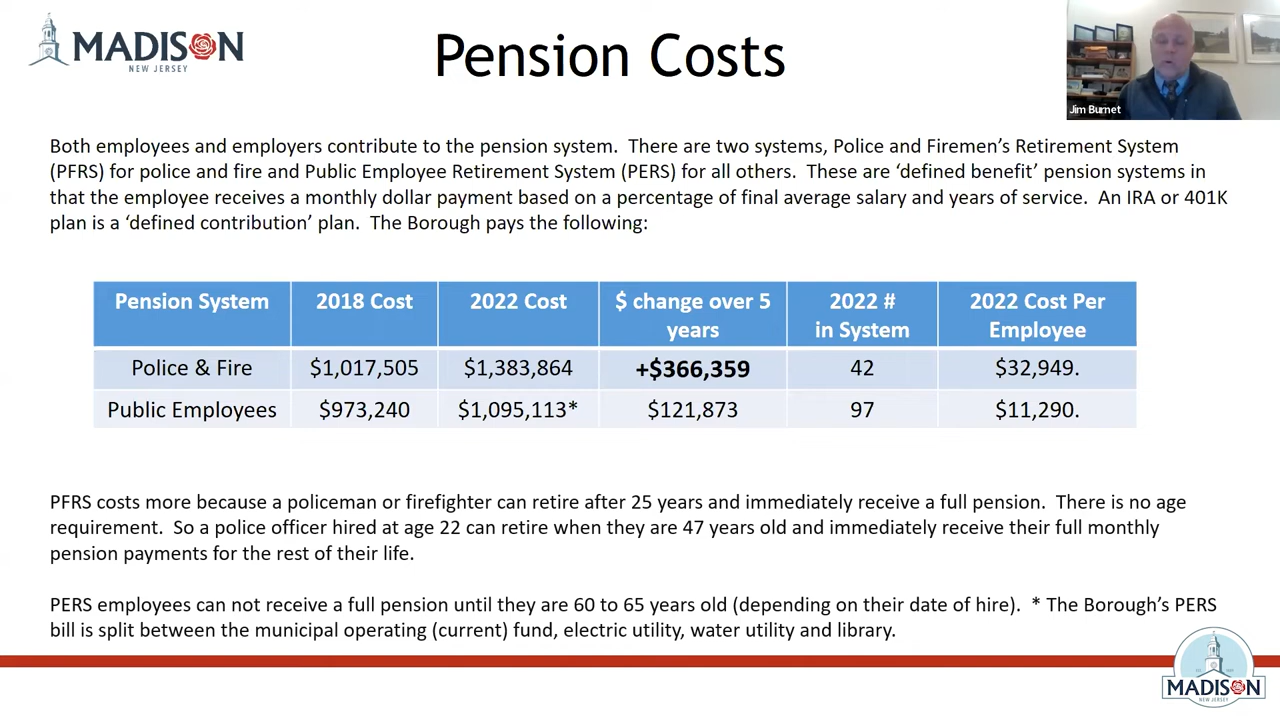 MADISON
NEW JERSEY
Pension Costs
Jim Burnet
Both employees and employers contribute to the pension system.  There are two systems, Police and Firemen’s Retirement System
(PFRS) for police and fire and Public Employee Retirement System (PERS) for all others.  These are ‘defined benefit’ pension systems in
that the employee receives a monthly dollar payment based on a percentage of final average salary and years of service.  An IRA or 401K
plan is a ‘defined contribution’ plan.  The Borough pays the following:
Pension System 2018 Cost 2022 Cost $ change over 5 years 2022 # in System 2022 Cost Per Employee
Police & Fire $1,017,505 $1,383,864 +$366,359 42 $32,949.
Public Employees $973,240 $1,095,113* $121,873 97 $11,290.
PFRS costs more because a policeman or firefighter can retire after 25 years and immediately receive a full pension.  There is no age
requirement.  So a police officer hired at age 22 can retire when they are 47 years old and immediately receive their full monthly
pension payments for the rest of their life.
PERS employees can not receive a full pension until they are 60 to 65 years old (depending on their date of hire).  * The Borough’s PERS
bill is split between the municipal operating (current) fund, electric utility, water utility and library.
MADISON
NEW JERSEY